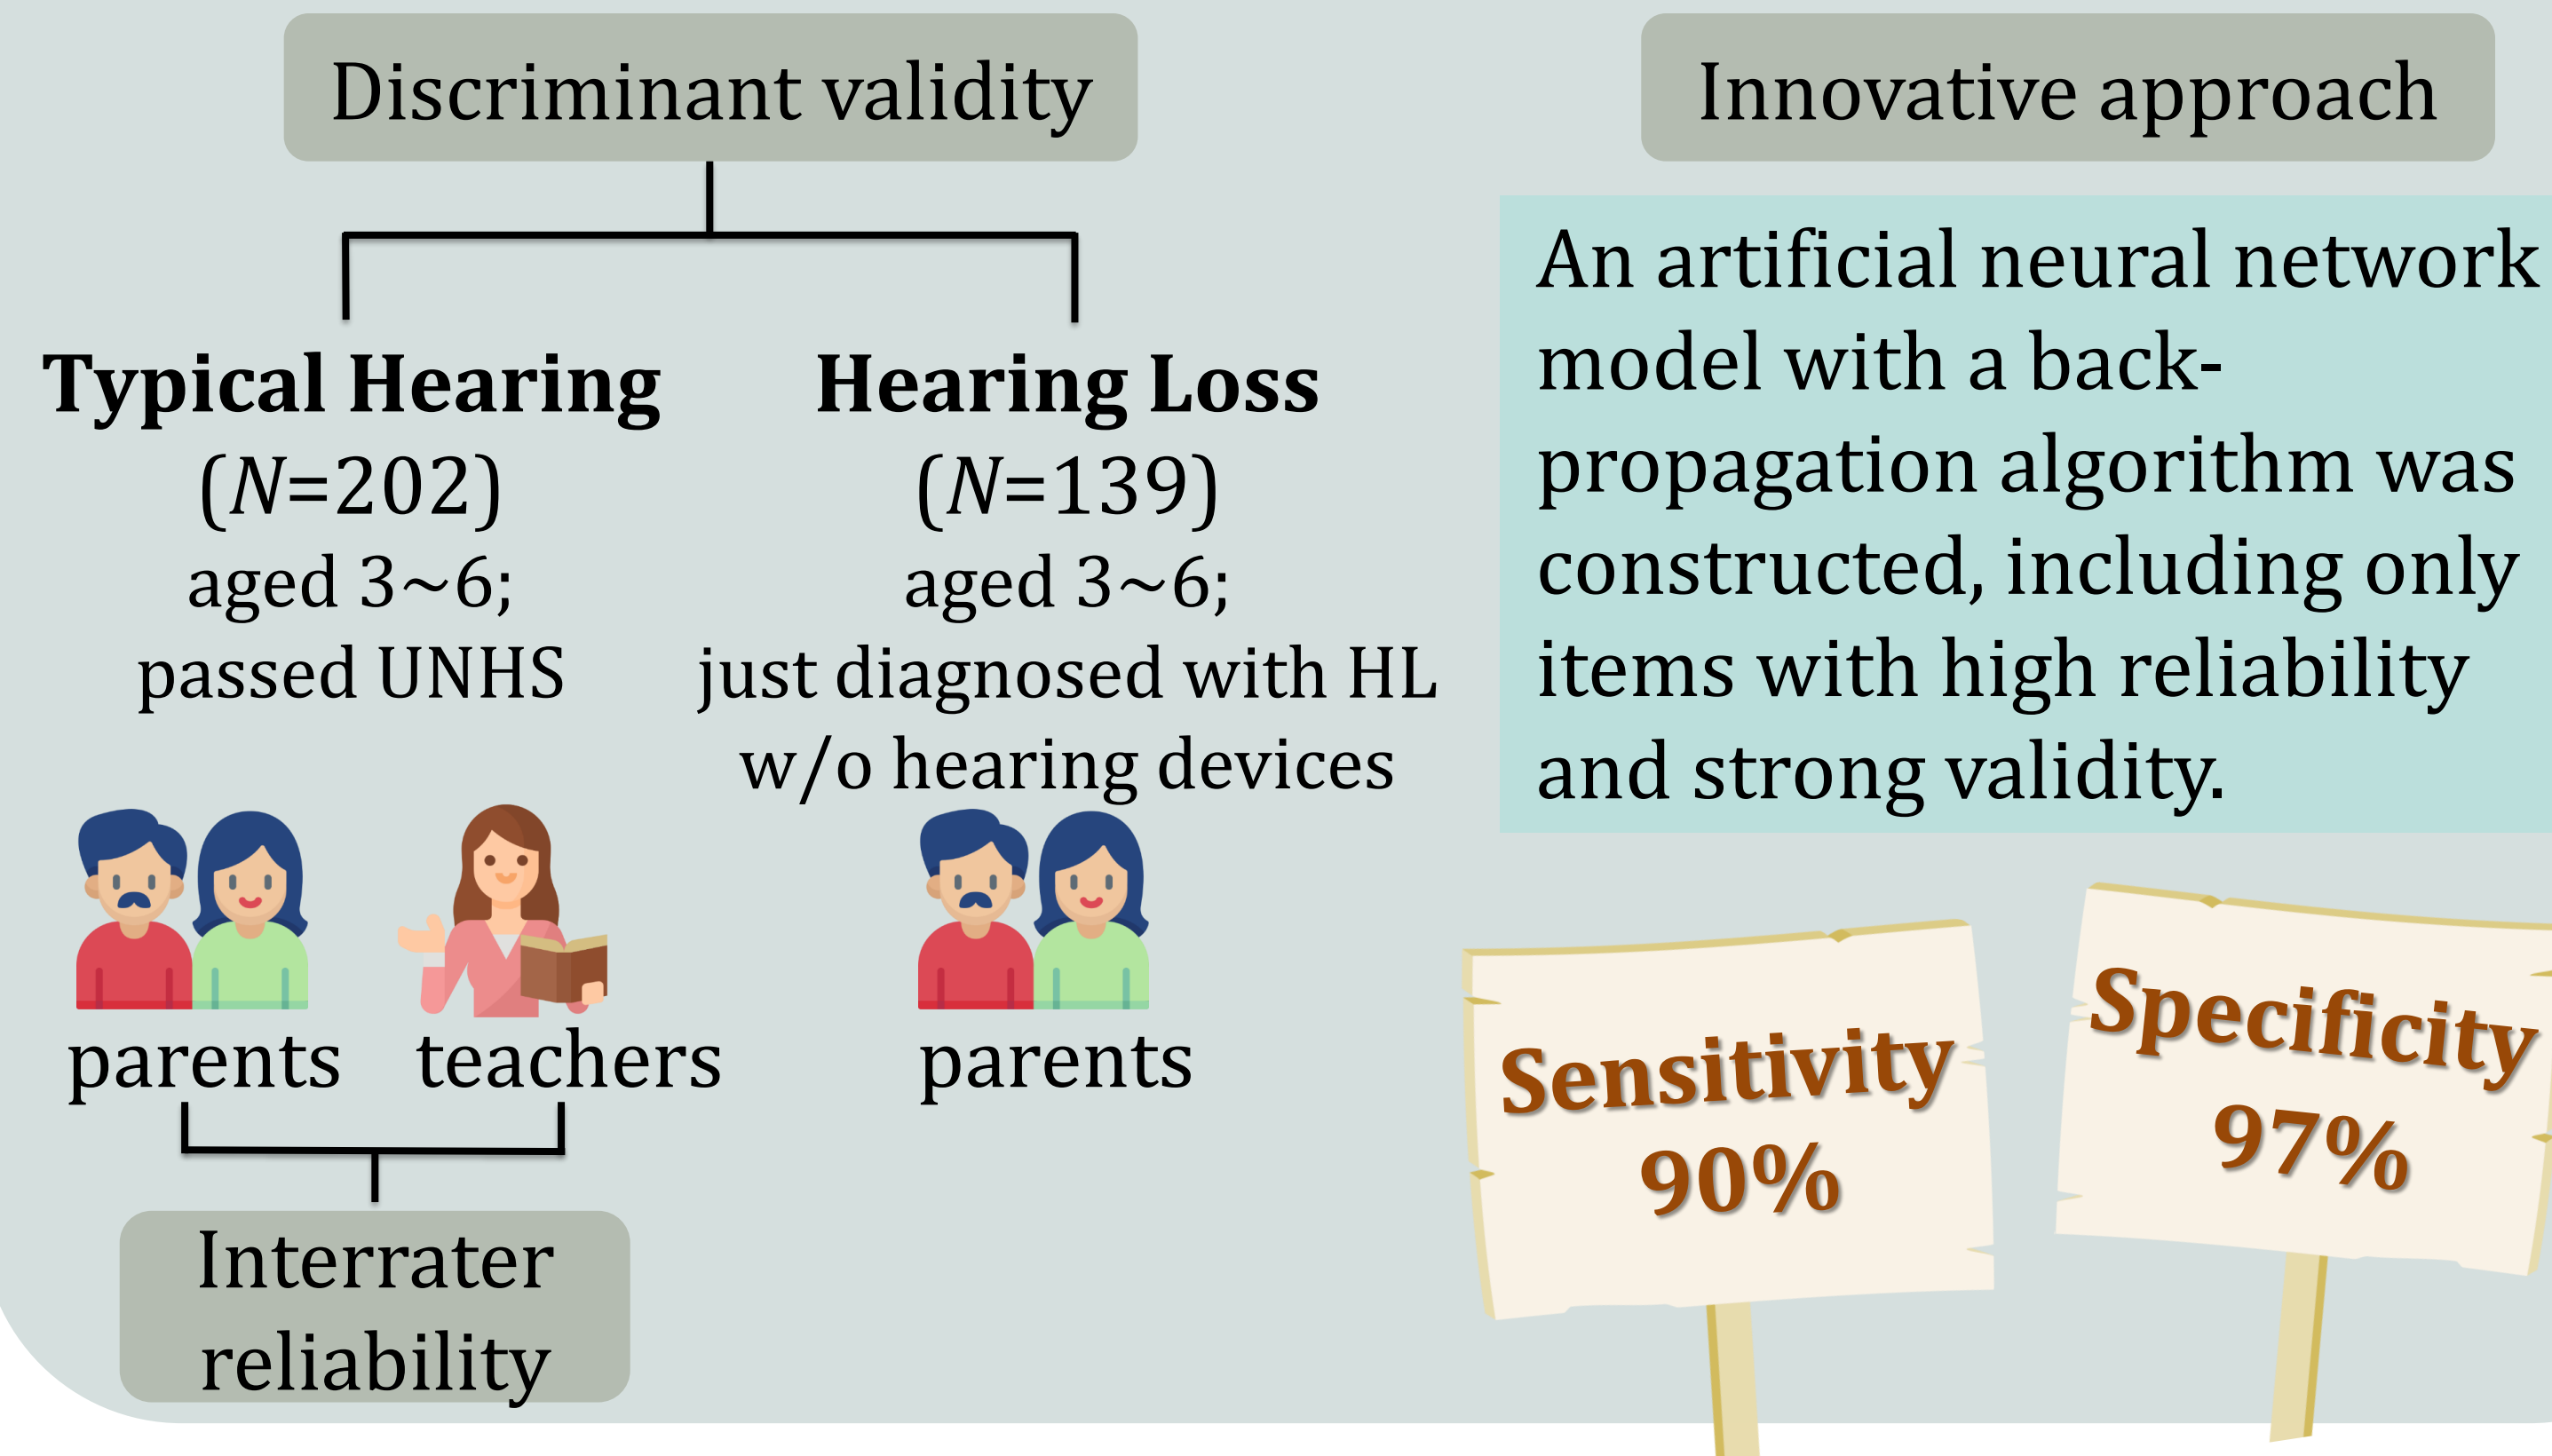 Discriminant validity
Typical Hearing
(N=202)
aged 3~6;
passed UNHS
Hearing Loss
(N=139)
aged 3~6;
just diagnosed with HL
w/o hearing devices
parents
teachers
parents
Interrater
reliability
Innovative approach
An artificial neural network
model with a back-
propagation algorithm was
constructed, including only
items with high reliability
and strong validity.
Sensitivity
90%
Specificity
97%